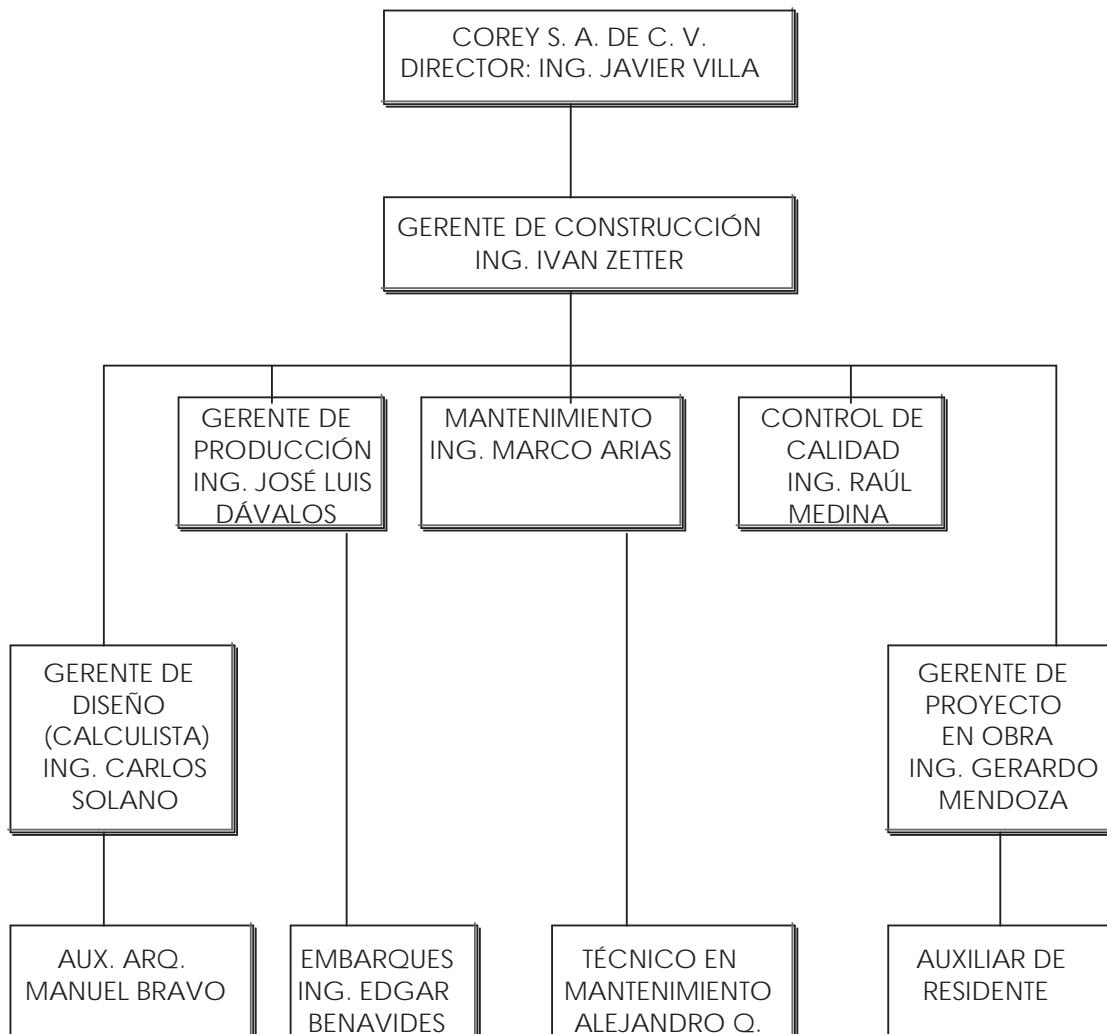 COREY S. A. DE C. V.
DIRECTOR: ING. JAVIER VILLA
GERENTE DE CONSTRUCCIÓN
ING. IVAN ZETTER
GERENTE DE
PRODUCCIÓN
ING. JOSÉ LUIS
DÁVALOS
MANTENIMIENTO
ING. MARCO ARIAS
CONTROL DE
CALIDAD
ING. RAÚL
MEDINA
GERENTE DE
DISEÑO
(CALCULISTA)
ING. CARLOS
SOLANO
GERENTE DE
PROYECTO
EN OBRA
ING. GERARDO
MENDOZA
AUX. ARQ.
MANUEL BRAVO
EMBARQUES
ING. EDGAR
BENAVIDES
TÉCNICO EN
MANTENIMIENTO
ALEJANDRO Q.
AUXILIAR DE
RESIDENTE